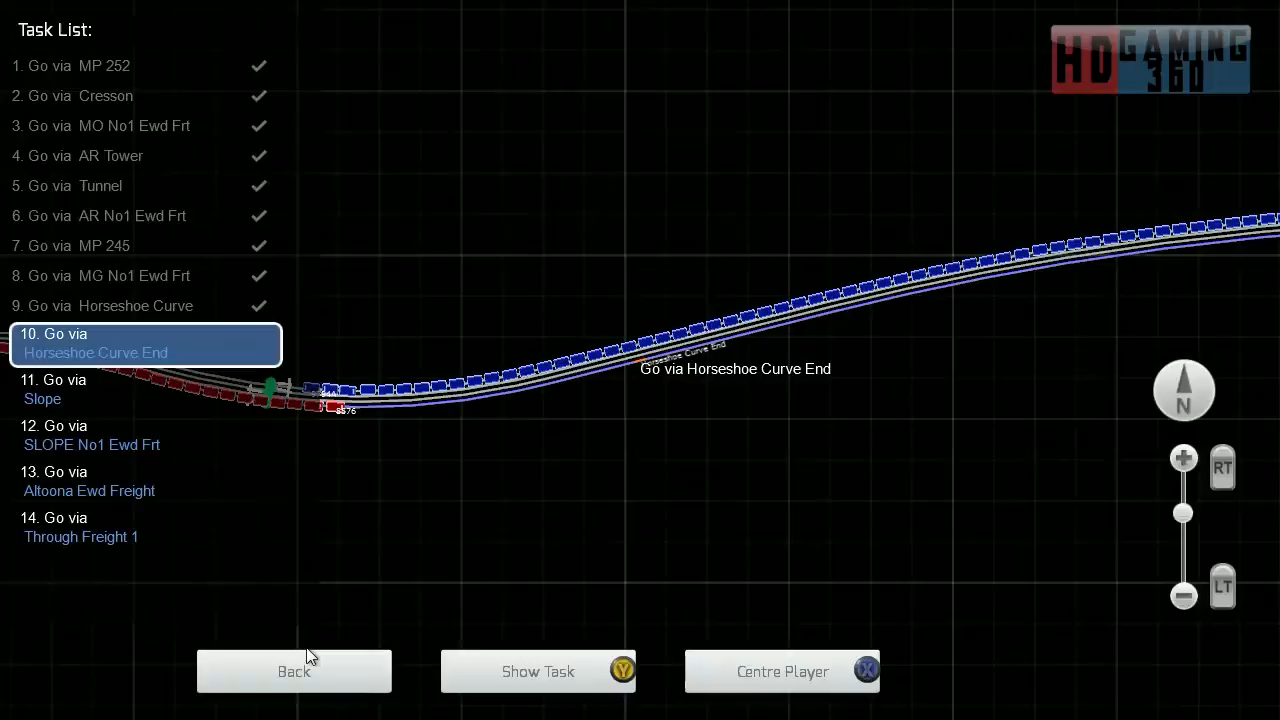 Task List:
HD GAMING 360
1. Go via MP 252
2. Go via Cresson
3. Go via MO No1 Ewd Frt
4. Go via AR Tower
5. Go via Tunnel
6. Go via AR No1 Ewd Frt
7. Go via MP 245
8. Go via MG No1 Ewd Frt
9. Go via Horseshoe Curve
10. Go via
Horseshoe Curve End
11. Go via
Slope
12. Go via
SLOPE No1 Ewd Frt
13. Go via
Altoona Ewd Freight
14. Go via
Through Freight 1
Horseshoe Curve End
Go via Horseshoe Curve End
N
RT
LT
Back
Show Task
Y
Centre Player
X